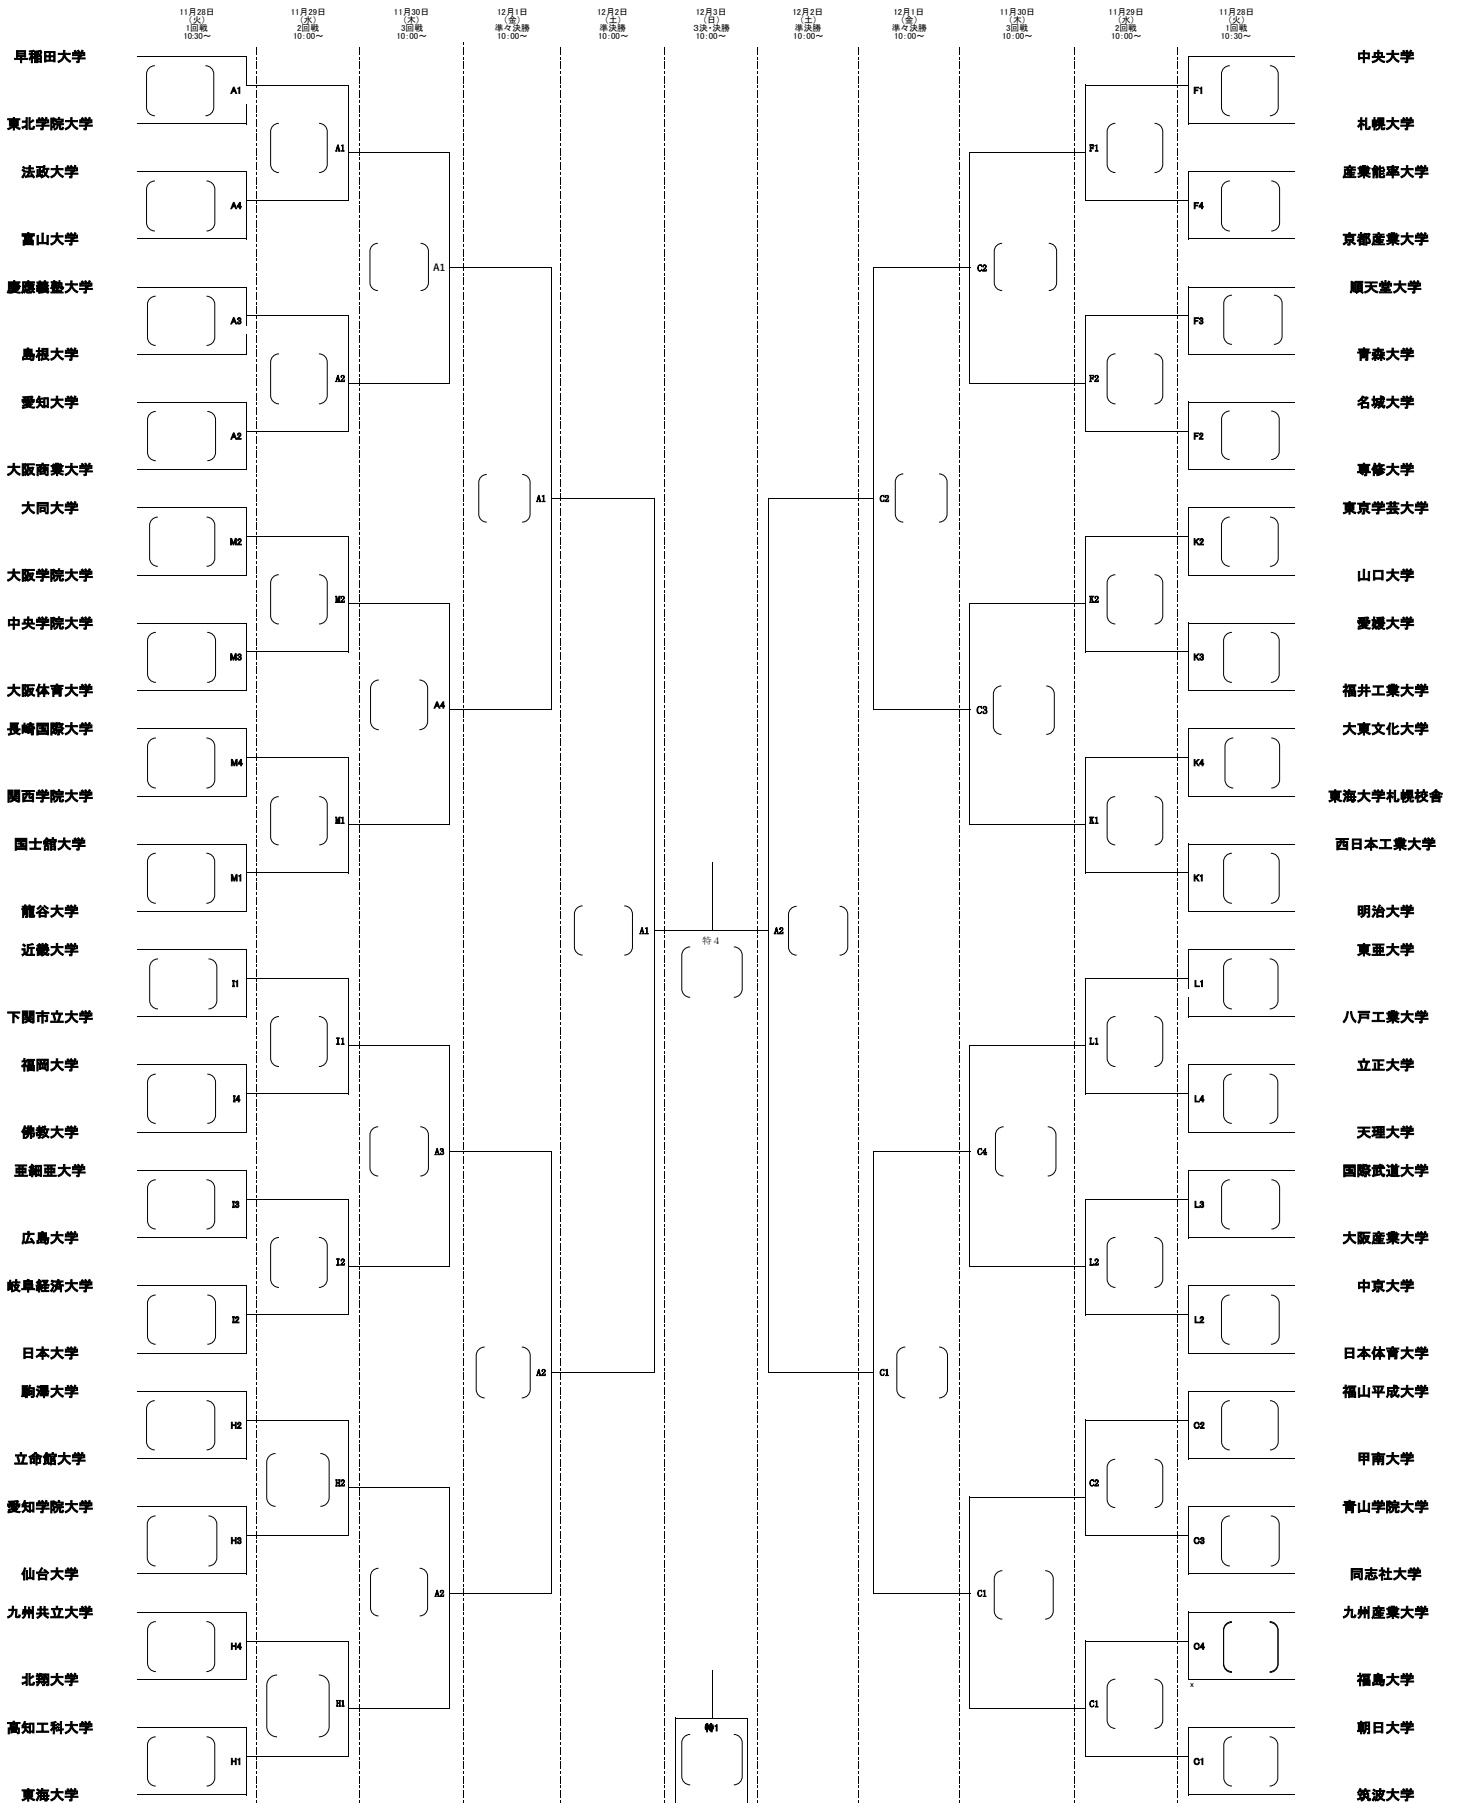 11月28日 11月29日 11月30日 12月1日 12月2日 12月3日 12月2日 12月1日 11月30日 11月29日 11月28日
（火） （水） （木） （金） （土） （日） （土） （金） （木） （水） （火）
1回戦 2回戦 3回戦 準々決勝 準決勝 3決・決勝 準決勝 準々決勝 3回戦 2回戦 1回戦
10:30～ 10:00～ 10:00～ 10:00～ 10:00～ 10:00～ 10:00～ 10:00～ 10:00～ 10:00～ 10:30～
早稲田大学 中央大学
A1 F1
東北学院大学 札幌大学
A1 F1
法政大学 産業能率大学
A4 F4
富山大学 京都産業大学
A1 C2
慶應義塾大学 順天堂大学
A3 F3
島根大学 青森大学
A2 F2
愛知大学 名城大学
A2 F2
大阪商業大学 専修大学
A1 C2
大同大学 東京学芸大学
M2 K2
大阪学院大学 山口大学
M2 K2
中央学院大学 愛媛大学
M3 K3
大阪体育大学 福井工業大学
A4 C3
長崎国際大学 大東文化大学
M4 K4
関西学院大学 東海大学札幌校舎
M1 K1
国士舘大学 西日本工業大学
M1 K1
龍谷大学 明治大学
A1 特４ A2
近畿大学 東亜大学
I1 L1
下関市立大学 八戸工業大学
I1 L1
福岡大学 立正大学
I4 L4
佛教大学 天理大学
A3 C4
亜細亜大学 国際武道大学
I3 L3
広島大学 大阪産業大学
I2 L2
岐阜経済大学 中京大学
I2 L2
日本大学 日本体育大学
A2 C1
駒澤大学 福山平成大学
H2 C2
立命館大学 甲南大学
H2 C2
愛知学院大学 青山学院大学
H3 C3
仙台大学 同志社大学
A2 C1
九州共立大学 九州産業大学
H4 C4
北翔大学 福島大学
x
H1 C1
高知工科大学 特1 朝日大学
H1 C1
東海大学 筑波大学